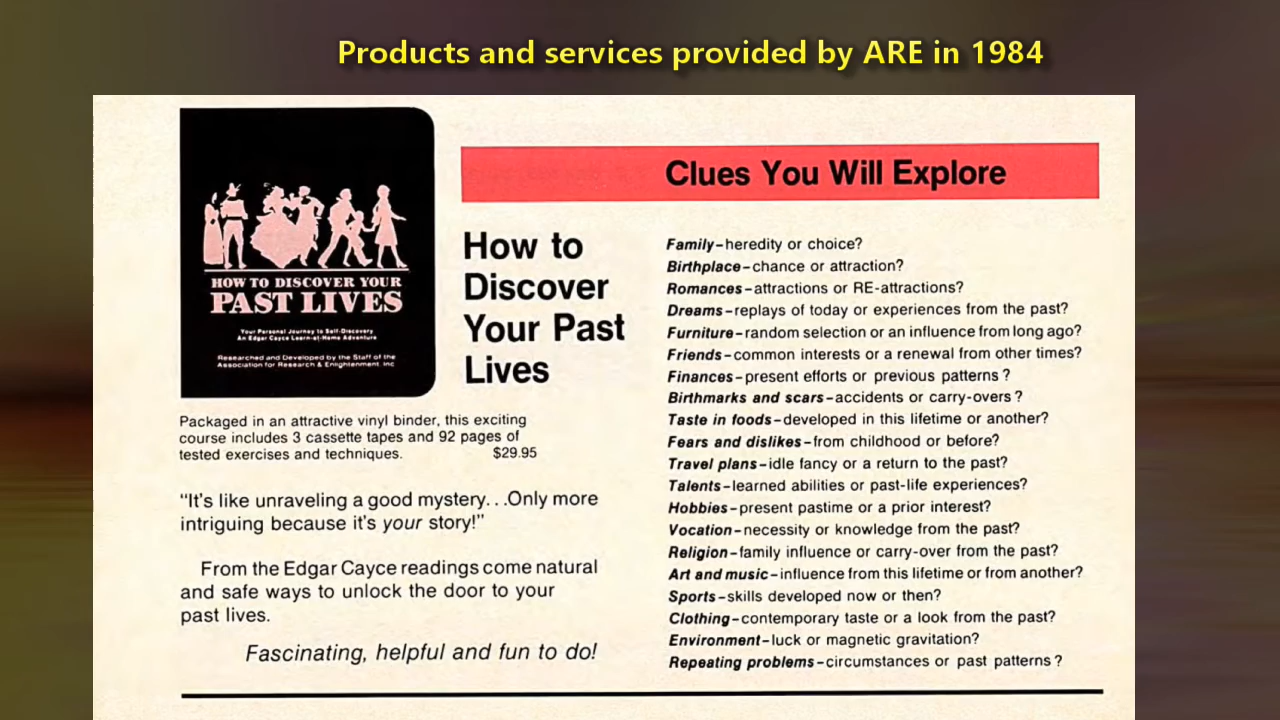 Products and services provided by ARE in 1984
HOW TO DISCOVER YOUR
PAST LIVES
Your Personal Journey to Self-Discovery
An Edgar Cayce Learn-at-Home Adventure
Researched and Developed by the Staff of the
Association for Research & Enlightenment, Inc
Clues You Will Explore
How to
Discover
Your Past
Lives
Packaged in an attractive vinyl binder, this exciting
course includes 3 cassette tapes and 92 pages of
tested exercises and techniques. $29.95
“It's like unraveling a good mystery. . .Only more
intriguing because it's your story!”
From the Edgar Cayce readings come natural
and safe ways to unlock the door to your
past lives.
Fascinating, helpful and fun to do!
Family–heredity or choice?
Birthplace–chance or attraction?
Romances–attractions or RE-attractions?
Dreams–replays of today or experiences from the past?
Furniture–random selection or an influence from long ago?
Friends–common interests or a renewal from other times?
Finances–present efforts or previous patterns ?
Birthmarks and scars–accidents or carry-overs ?
Taste in foods–developed in this lifetime or another?
Fears and dislikes–from childhood or before?
Travel plans–idle fancy or a return to the past?
Talents–learned abilities or past-life experiences?
Hobbies–present pastime or a prior interest?
Vocation–necessity or knowledge from the past?
Religion–family influence or carry-over from the past?
Art and music–influence from this lifetime or from another?
Sports–skills developed now or then?
Clothing–contemporary taste or a look from the past?
Environment–luck or magnetic gravitation?
Repeating problems–circumstances or past patterns ?